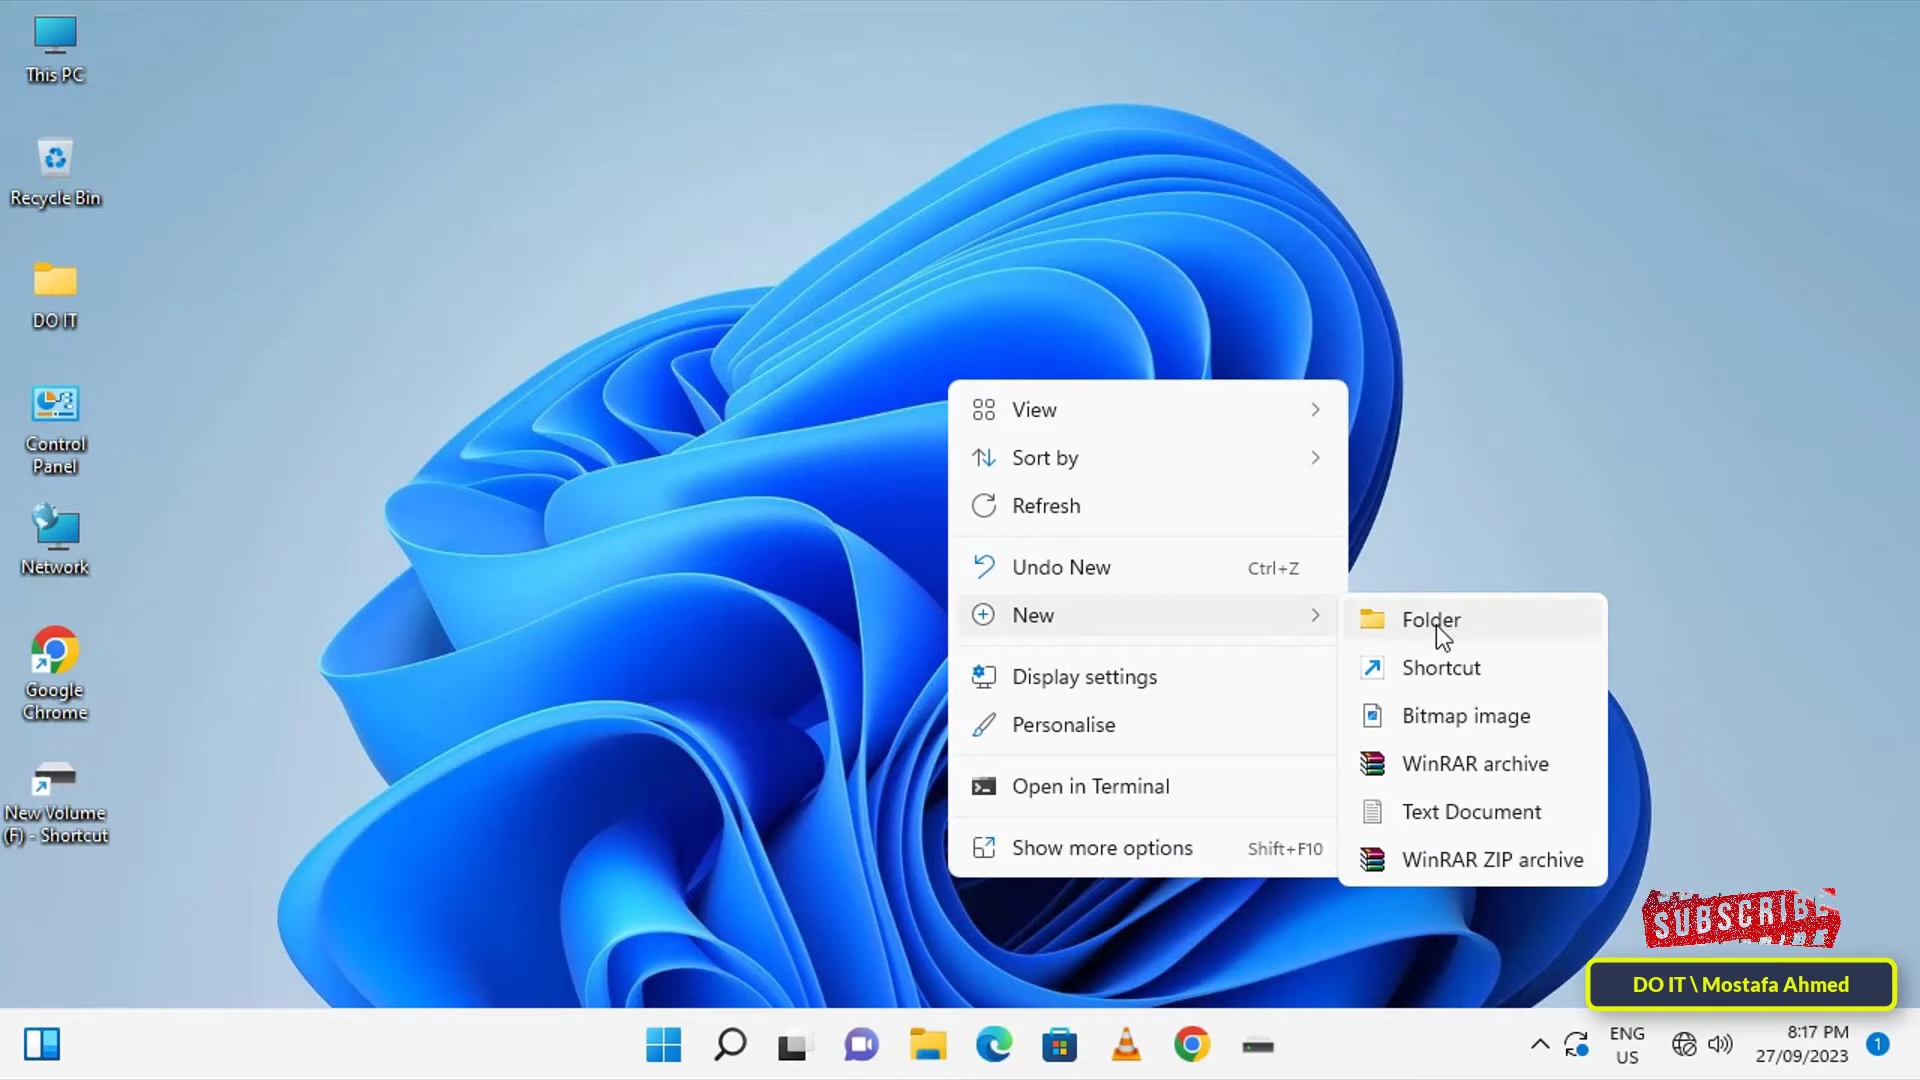 This PC
Recycle Bin
DO IT
Control
Panel
Network
Google
Chrome
New Volume
(F) - Shortcut
View
Sort by
Refresh
Undo New Ctrl+Z
New
Display settings
Personalise
Open in Terminal
Show more options Shift+F10
Folder
Shortcut
Bitmap image
WinRAR archive
Text Document
WinRAR ZIP archive
SUBSCRIBE
DO IT \ Mostafa Ahmed
ENG
US
8:17 PM
27/09/2023
1